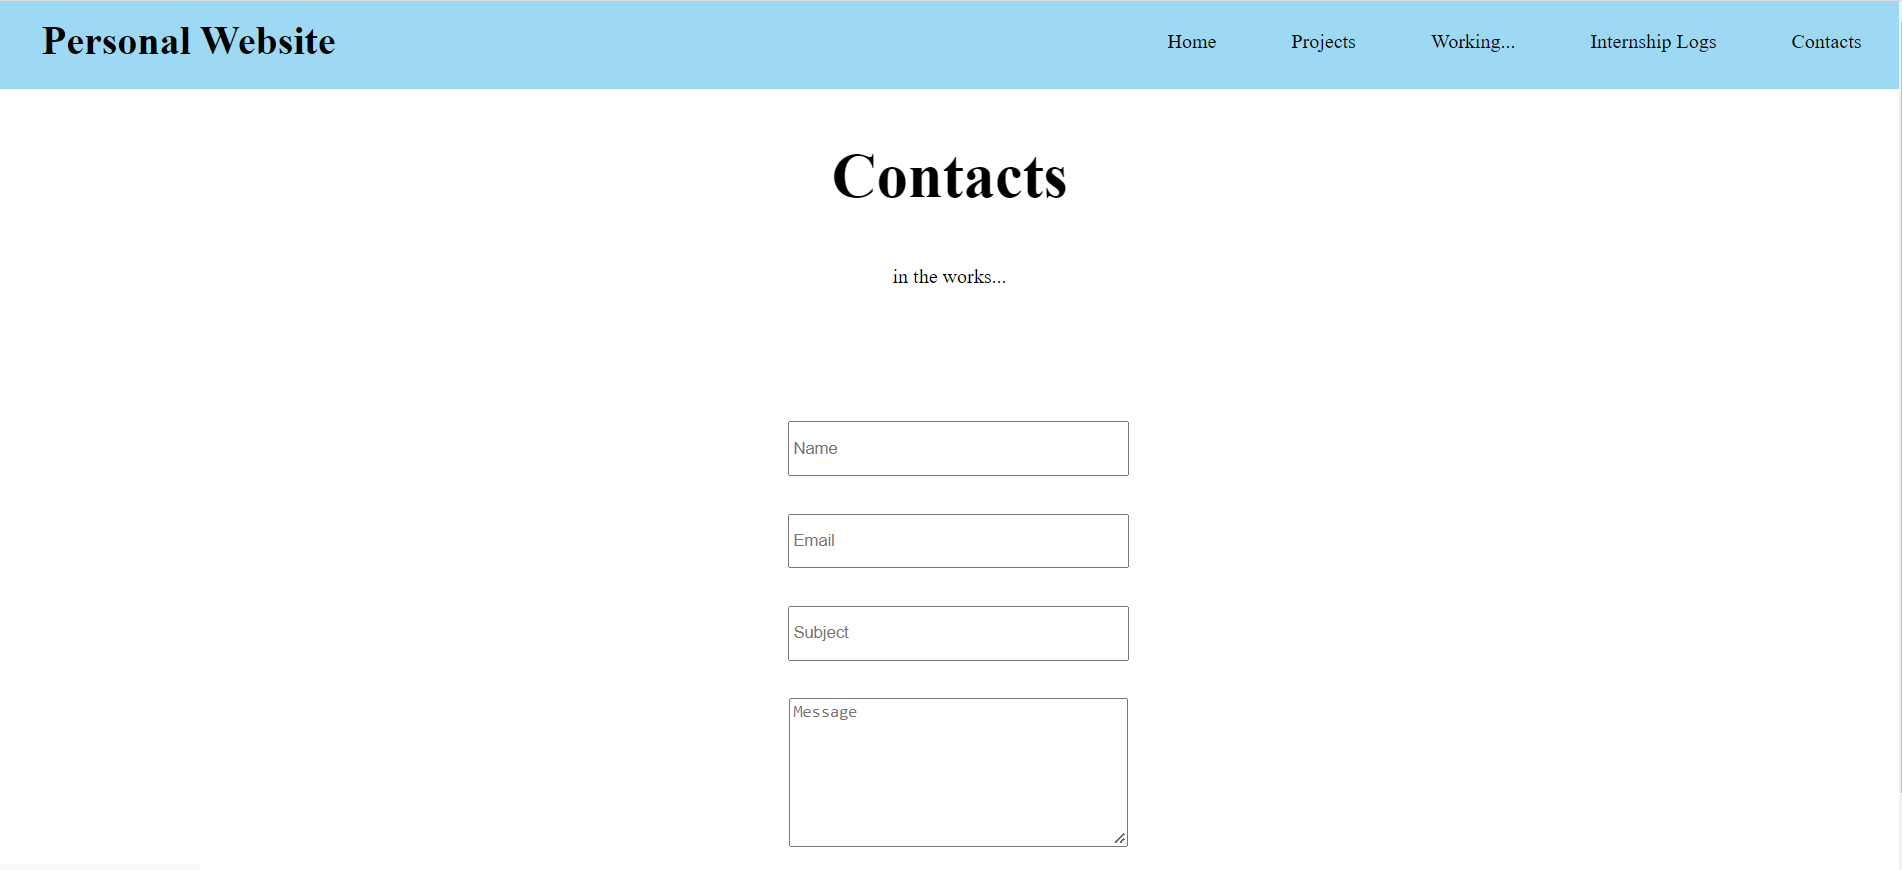 Personal Website
Home Projects Working... Internship Logs Contacts
Contacts
in the works...
Name
Email
Subject
Message